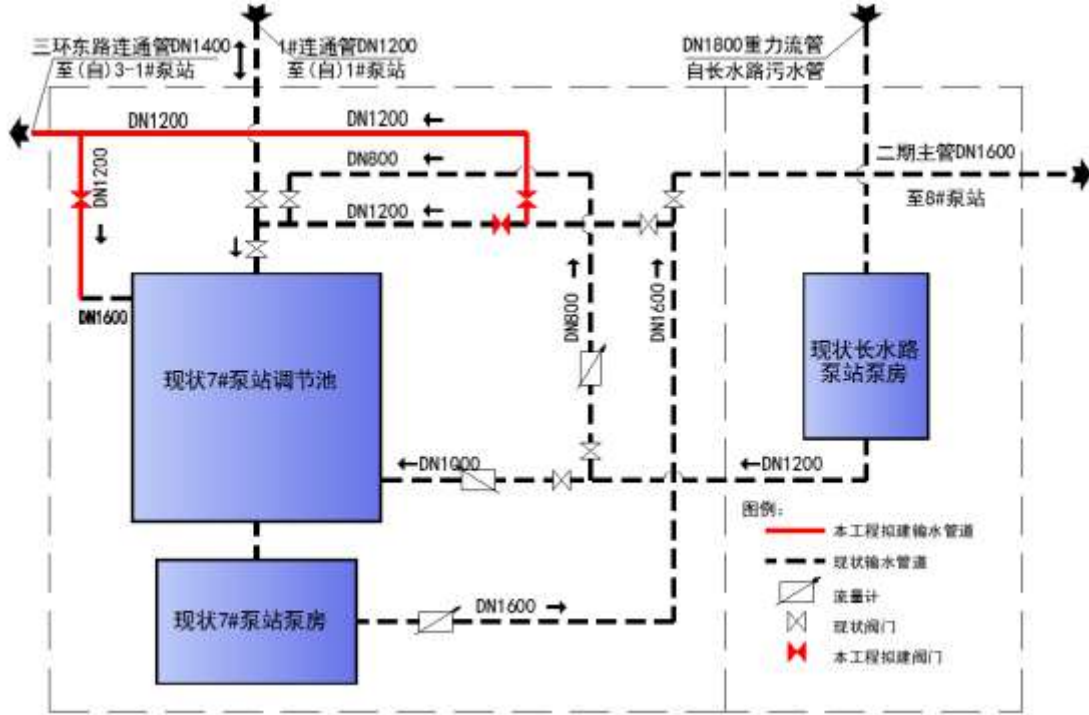 三环东路连通管DN1400
至(自)3-1#泵站
1#连通管DN1200
至(自)1#泵站
DN1800重力流管
自长水路污水管
DN1200
DN1200
DN800
二期主管DN1600
至8#泵站
DN1200
DN1200
DN1600
DN800
DN1600
现状7#泵站调节池
现状长水路
泵站泵房
DN1000
DN1200
现状7#泵站泵房
DN1600
图例:
本工程拟建输水管道
现状输水管道
流量计
现状阀门
本工程拟建阀门